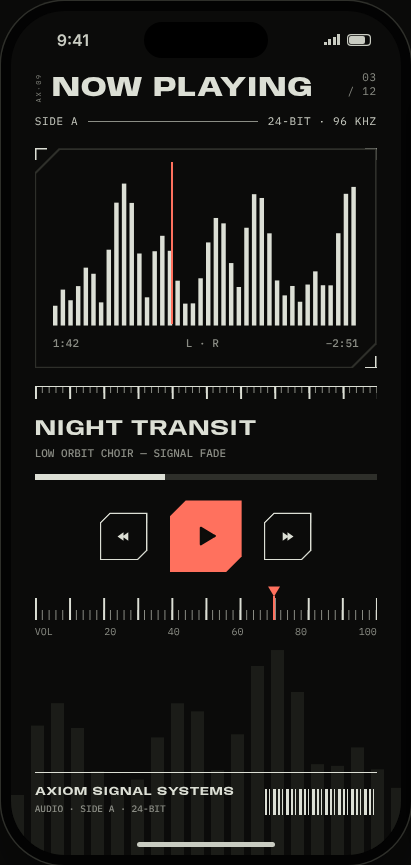 9:41
AX·09
NOW PLAYING
03
/ 12
SIDE A
24-BIT · 96 KHZ
1:42
L · R
−2:51
NIGHT TRANSIT
LOW ORBIT CHOIR — SIGNAL FADE
VOL 20 40 60 80 100
AXIOM SIGNAL SYSTEMS
AUDIO · SIDE A · 24-BIT